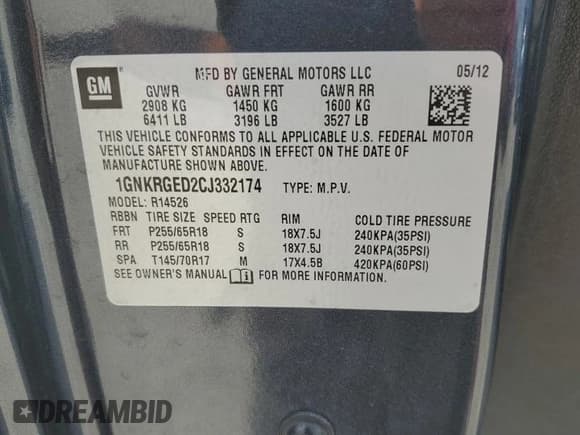 GM
MFD BY GENERAL MOTORS LLC 05/12
GVWR GAWR FRT GAWR RR
2908 KG 1450 KG 1600 KG
6411 LB 3196 LB 3527 LB
THIS VEHICLE CONFORMS TO ALL APPLICABLE U.S. FEDERAL MOTOR
VEHICLE SAFETY STANDARDS IN EFFECT ON THE DATE OF
MANUFACTURE SHOWN ABOVE.
1GNKRGED2CJ332174 TYPE: M.P.V.
MODEL: R14526
RBBN TIRE SIZE SPEED RTG RIM COLD TIRE PRESSURE
FRT P255/65R18 S 18X7.5J 240KPA(35PSI)
RR P255/65R18 S 18X7.5J 240KPA(35PSI)
SPA T145/70R17 M 17X4.5B 420KPA(60PSI)
SEE OWNER'S MANUAL FOR MORE INFORMATION.
DREAMBID